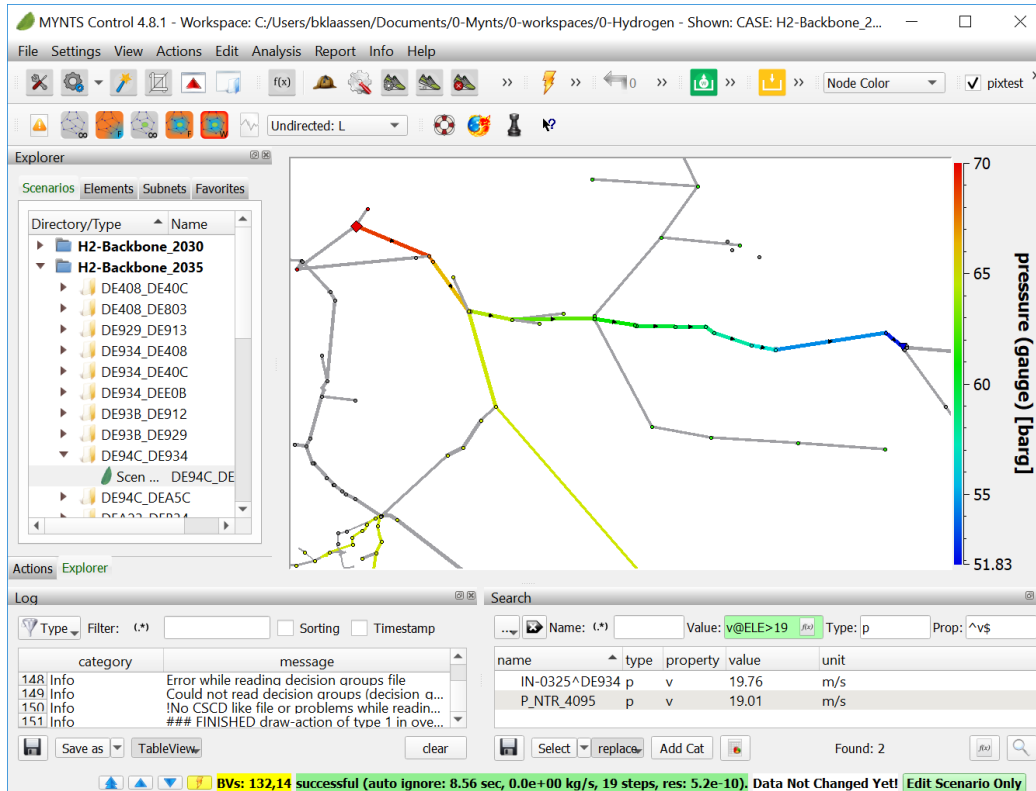 MYNTS Control 4.8.1 - Workspace: C:/Users/bklaassen/Documents/0-Mynts/0-workspaces/0-Hydrogen - Shown: CASE: H2-Backbone_2...
File Settings View Actions Edit Analysis Report Info Help
f(x) » » 0 » » » Node Color pixtest »
∞ F ∞ F W Undirected: L
Explorer
Scenarios Elements Subnets Favorites
Directory/Type Name
H2-Backbone_2030
H2-Backbone_2035
DE408_DE40C
DE408_DE803
DE929_DE913
DE934_DE408
DE934_DE40C
DE934_DEE0B
DE93B_DE912
DE93B_DE929
DE94C_DE934
Scen ... DE94C_DE
DE94C_DEA5C
Actions Explorer
70
65
60
55
51.83
pressure (gauge) [barg]
Log
Type Filter: (.*) Sorting Timestamp
category message
148 Info Error while reading decision groups file
149 Info Could not read decision groups (decision g...
150 Info !No CSCD like file or problems while readin...
151 Info ### FINISHED draw-action of type 1 in ove...
Save as TableView clear
Search
... Name: (.*) Value: v@ELE>19 f(x) Type: p Prop: ^v$
name type property value unit
IN-0325^DE934 p v 19.76 m/s
P_NTR_4095 p v 19.01 m/s
Select replace Add Cat Found: 2 f(x)
BVs: 132,14 successful (auto ignore: 8.56 sec, 0.0e+00 kg/s, 19 steps, res: 5.2e-10). Data Not Changed Yet! Edit Scenario Only